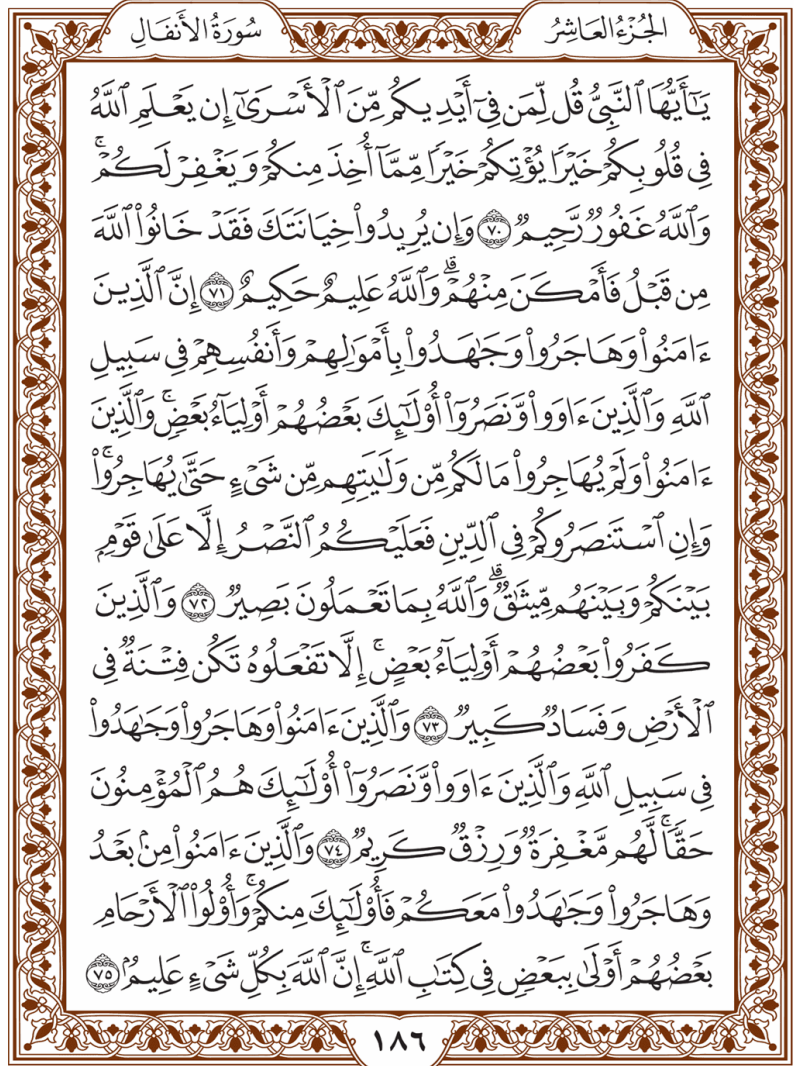 الجُزْءُ العَاشِرُ
سُورَةُ الأَنفَالِ
يَـٰٓأَيُّهَا ٱلنَّبِىُّ قُل لِّمَن فِىٓ أَيْدِيكُم مِّنَ ٱلْأَسْرَىٰٓ إِن يَعْلَمِ ٱللَّهُ
فِى قُلُوبِكُمْ خَيْرًا يُؤْتِكُمْ خَيْرًا مِّمَّآ أُخِذَ مِنكُمْ وَيَغْفِرْ لَكُمْ ۚ
وَٱللَّهُ غَفُورٌ رَّحِيمٌ ٧٠ وَإِن يُرِيدُوا۟ خِيَانَتَكَ فَقَدْ خَانُوا۟ ٱللَّهَ
مِن قَبْلُ فَأَمْكَنَ مِنْهُمْ ۗ وَٱللَّهُ عَلِيمٌ حَكِيمٌ ٧١ إِنَّ ٱلَّذِينَ
ءَامَنُوا۟ وَهَاجَرُوا۟ وَجَـٰهَدُوا۟ بِأَمْوَٰلِهِمْ وَأَنفُسِهِمْ فِى سَبِيلِ
ٱللَّهِ وَٱلَّذِينَ ءَاوَوا۟ وَّنَصَرُوٓا۟ أُو۟لَـٰٓئِكَ بَعْضُهُمْ أَوْلِيَآءُ بَعْضٍ ۚ وَٱلَّذِينَ
ءَامَنُوا۟ وَلَمْ يُهَاجِرُوا۟ مَا لَكُم مِّن وَلَـٰيَتِهِم مِّن شَىْءٍ حَتَّىٰ يُهَاجِرُوا۟ ۚ
وَإِنِ ٱسْتَنصَرُوكُمْ فِى ٱلدِّينِ فَعَلَيْكُمُ ٱلنَّصْرُ إِلَّا عَلَىٰ قَوْمٍۭ
بَيْنَكُمْ وَبَيْنَهُم مِّيثَـٰقٌ ۗ وَٱللَّهُ بِمَا تَعْمَلُونَ بَصِيرٌ ٧٢ وَٱلَّذِينَ
كَفَرُوا۟ بَعْضُهُمْ أَوْلِيَآءُ بَعْضٍ ۚ إِلَّا تَفْعَلُوهُ تَكُن فِتْنَةٌ فِى
ٱلْأَرْضِ وَفَسَادٌ كَبِيرٌ ٧٣ وَٱلَّذِينَ ءَامَنُوا۟ وَهَاجَرُوا۟ وَجَـٰهَدُوا۟
فِى سَبِيلِ ٱللَّهِ وَٱلَّذِينَ ءَاوَوا۟ وَّنَصَرُوٓا۟ أُو۟لَـٰٓئِكَ هُمُ ٱلْمُؤْمِنُونَ
حَقًّا ۚ لَّهُم مَّغْفِرَةٌ وَرِزْقٌ كَرِيمٌ ٧٤ وَٱلَّذِينَ ءَامَنُوا۟ مِنۢ بَعْدُ
وَهَاجَرُوا۟ وَجَـٰهَدُوا۟ مَعَكُمْ فَأُو۟لَـٰٓئِكَ مِنكُمْ ۚ وَأُو۟لُوا۟ ٱلْأَرْحَامِ
بَعْضُهُمْ أَوْلَىٰ بِبَعْضٍ فِى كِتَـٰبِ ٱللَّهِ ۗ إِنَّ ٱللَّهَ بِكُلِّ شَىْءٍ عَلِيمٌۢ ٧٥
١٨٦